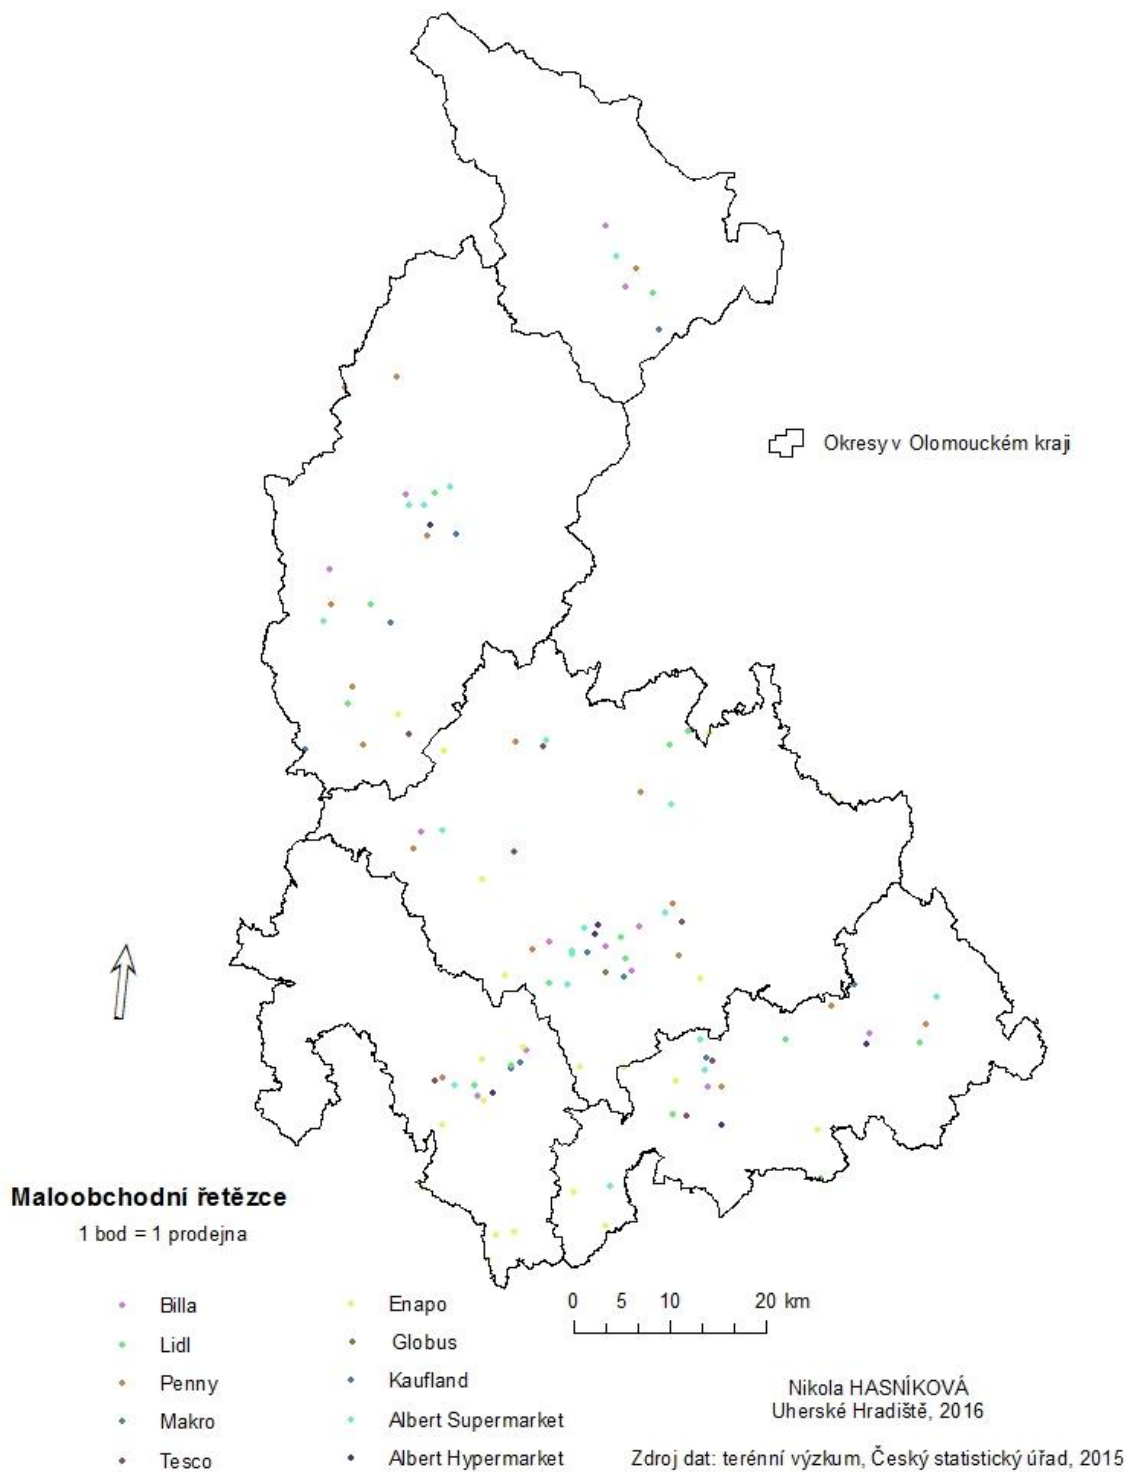 Okresy v Olomouckém kraji
Maloobchodní řetězce
1 bod = 1 prodejna
Billa
Lidl
Penny
Makro
Tesco
Enapo
Globus
Kaufland
Albert Supermarket
Albert Hypermarket
0 5 10 20 km
Nikola HASNÍKOVÁ
Uherské Hradiště, 2016
Zdroj dat: terénní výzkum, Český statistický úřad, 2015